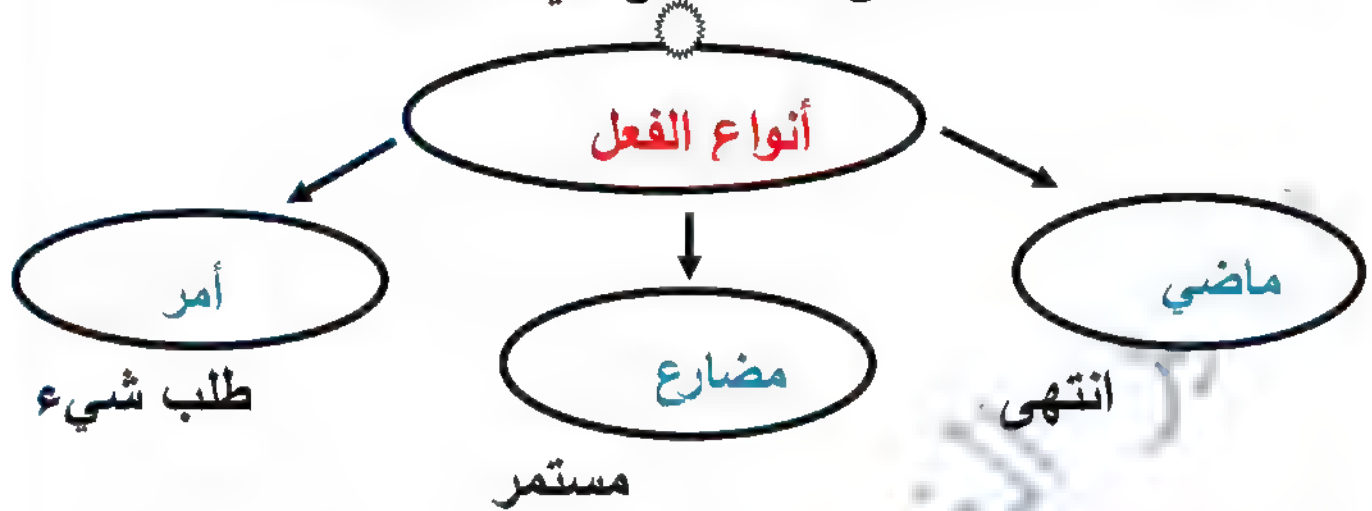 أنواع الفعل
ماضي
انتهى
مضارع
مستمر
أمر
طلب شيء